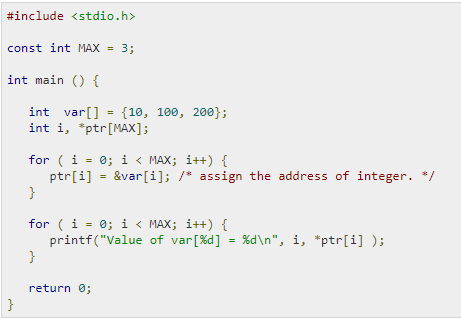 #include <stdio.h>
const int MAX = 3;
int main () {
int  var[] = {10, 100, 200};
int i, *ptr[MAX];
for ( i = 0; i < MAX; i++) {
ptr[i] = &var[i]; /* assign the address of integer. */
}
for ( i = 0; i < MAX; i++) {
printf("Value of var[%d] = %d\n", i, *ptr[i] );
}
return 0;
}